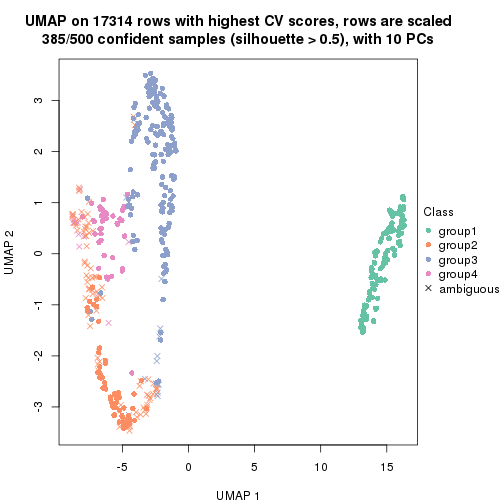 UMAP on 17314 rows with highest CV scores, rows are scaled
385/500 confident samples (silhouette > 0.5), with 10 PCs
3
2
1
0
-1
-2
-3
UMAP 2
-5
0
5
10
15
UMAP 1
Class
group1
group2
group3
group4
ambiguous